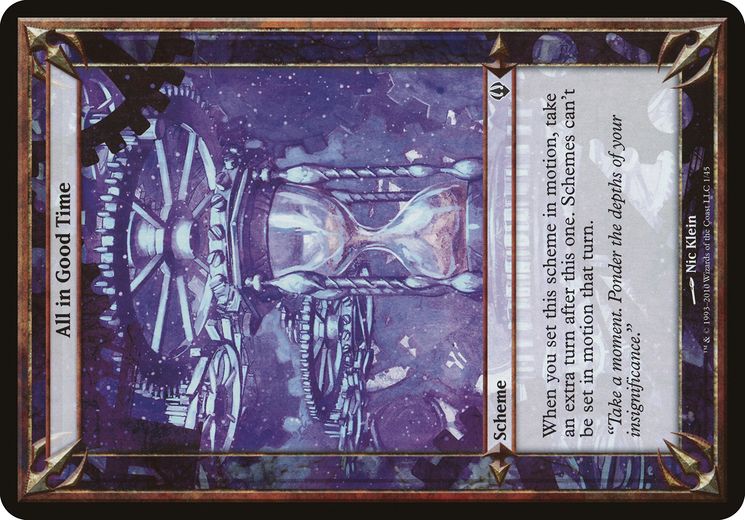 All in Good Time
Scheme
When you set this scheme in motion, take
an extra turn after this one. Schemes can't
be set in motion that turn.
“Take a moment. Ponder the depths of your
insignificance.”
Nic Klein
™ & © 1993–2010 Wizards of the Coast LLC 1/45